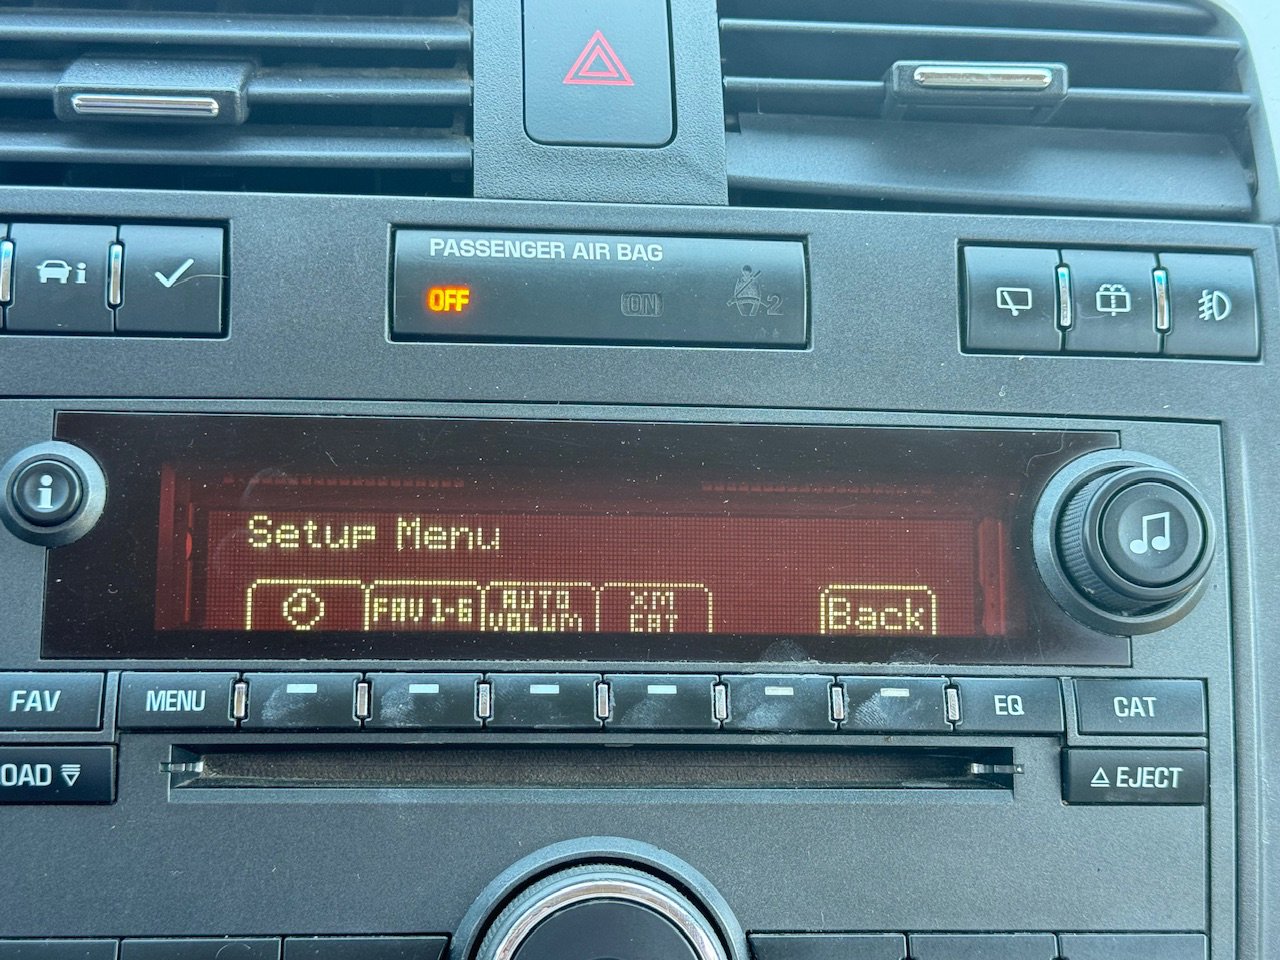 PASSENGER AIR BAG
OFF ON 2
Setup Menu
FAV1-6 AUTO VOLUM XM CAT Back
FAV MENU EQ CAT
OAD EJECT